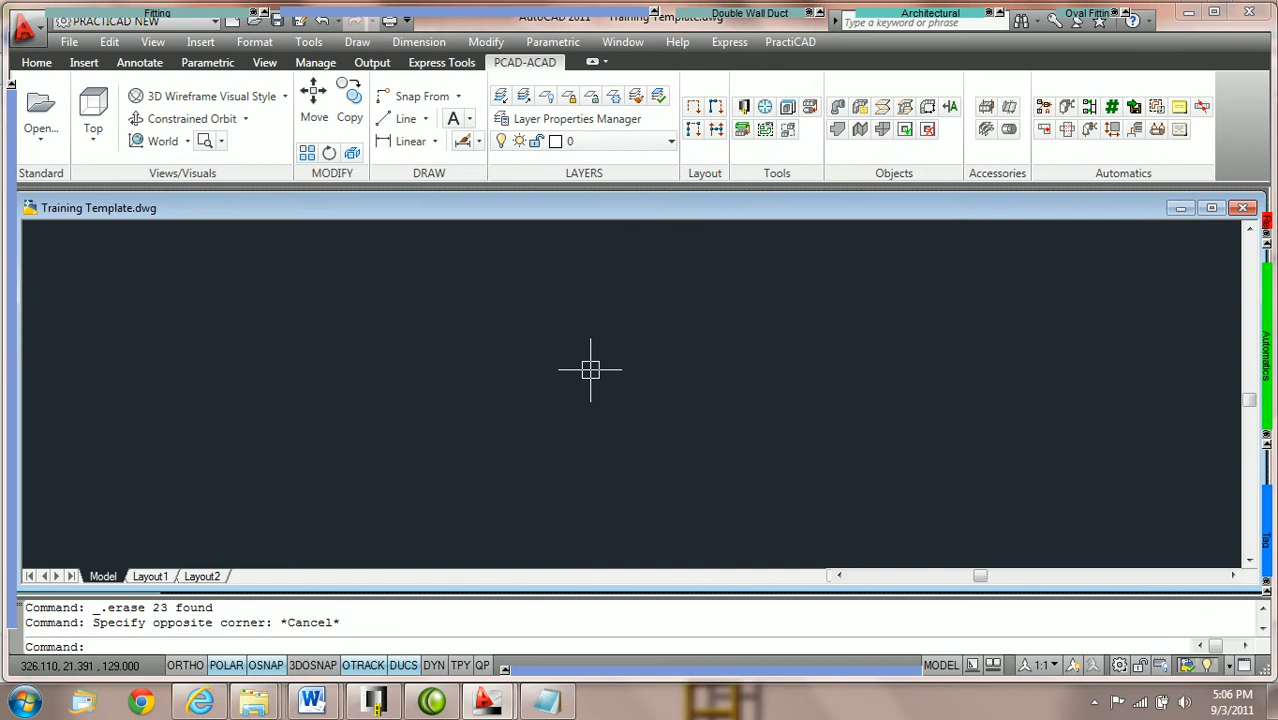 Fitting
Double Wall Duct
Architectural
Oval Fittin
PRACTICAD NEW
AutoCAD 2011
Training Template.dwg
Type a keyword or phrase
File Edit View Insert Format Tools Draw Dimension Modify Parametric Window Help Express PractiCAD
Home Insert Annotate Parametric View Manage Output Express Tools PCAD-ACAD
3D Wireframe Visual Style
Snap From
Open...
Top
Constrained Orbit
Move
Copy
Line
A
Layer Properties Manager
World
Linear
0
Standard Views/Visuals MODIFY DRAW LAYERS Layout Tools Objects Accessories Automatics
Training Template.dwg
Automatics
Tag
Model Layout1 Layout2
Command: _.erase 23 found
Command: Specify opposite corner: *Cancel*
Command:
326.110, 21.391 , 129.000
ORTHO POLAR OSNAP 3DOSNAP OTRACK DUCS DYN TPY QP
MODEL
1:1
5:06 PM
9/3/2011